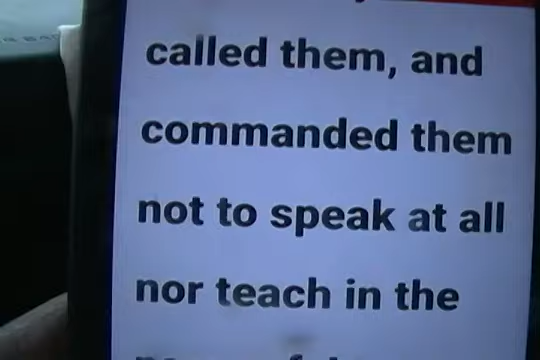 called them, and
commanded them
not to speak at all
nor teach in the